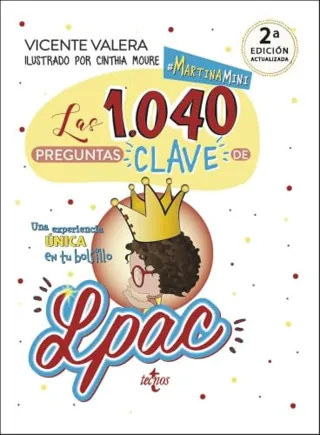 VICENTE VALERA
ILUSTRADO POR CINTHIA MOURE
2ª
EDICIÓN
ACTUALIZADA
#MARTINAMINI
Las 1.040
PREGUNTAS CLAVE DE
Una experiencia
ÚNICA
en tu bolsillo
Lpac
tecnos